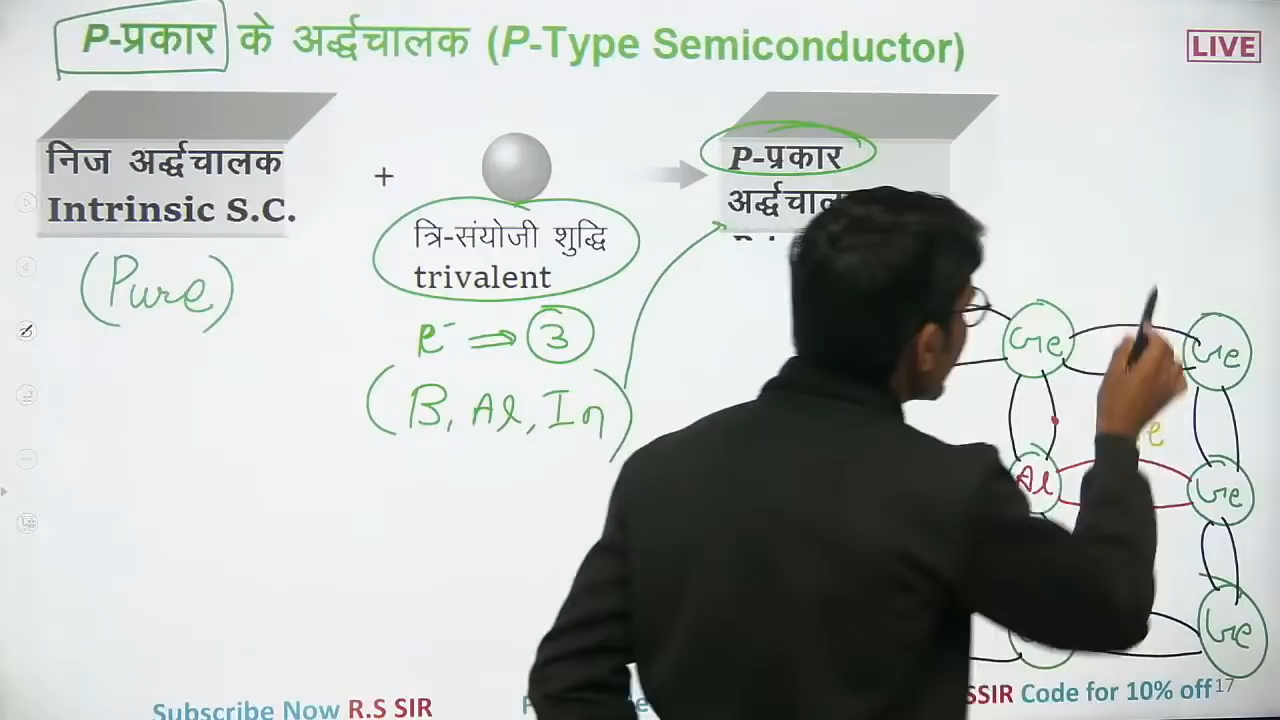 P-प्रकार के अर्द्धचालक (P-Type Semiconductor)
LIVE
निज अर्द्धचालक
Intrinsic S.C.
(Pure)
+
त्रि-संयोजी शुद्धि
trivalent
e⁻ ⇒ 3
(B, Al, In)
P-प्रकार
Ge Ge
Al Ge
Ge
Subscribe Now R.S SIR
Code for 10% off
17